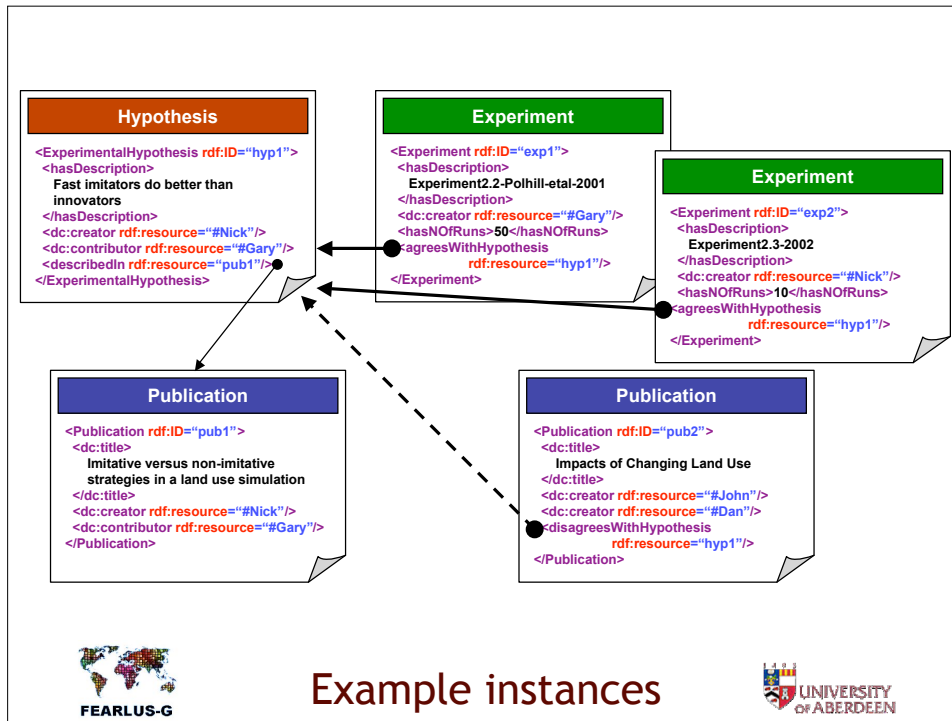 Hypothesis
<ExperimentalHypothesis rdf:ID=“hyp1”>
<hasDescription>
Fast imitators do better than
innovators
</hasDescription>
<dc:creator rdf:resource=“#Nick”/>
<dc:contributor rdf:resource=“#Gary”/>
<describedIn rdf:resource=“pub1”/>
</ExperimentalHypothesis>
Experiment
<Experiment rdf:ID=“exp1”>
<hasDescription>
Experiment2.2-Polhill-etal-2001
</hasDescription>
<dc:creator rdf:resource=“#Gary”/>
<hasNOfRuns>50</hasNOfRuns>
<agreesWithHypothesis
rdf:resource=“hyp1”/>
</Experiment>
Experiment
<Experiment rdf:ID=“exp2”>
<hasDescription>
Experiment2.3-2002
</hasDescription>
<dc:creator rdf:resource=“#Nick”/>
<hasNOfRuns>10</hasNOfRuns>
<agreesWithHypothesis
rdf:resource=“hyp1”/>
</Experiment>
Publication
<Publication rdf:ID=“pub1”>
<dc:title>
Imitative versus non-imitative
strategies in a land use simulation
</dc:title>
<dc:creator rdf:resource=“#Nick”/>
<dc:contributor rdf:resource=“#Gary”/>
</Publication>
Publication
<Publication rdf:ID=“pub2”>
<dc:title>
Impacts of Changing Land Use
</dc:title>
<dc:creator rdf:resource=“#John”/>
<dc:creator rdf:resource=“#Dan”/>
<disagreesWithHypothesis
rdf:resource=“hyp1”/>
</Publication>
FEARLUS-G
Example instances
UNIVERSITY
OF ABERDEEN